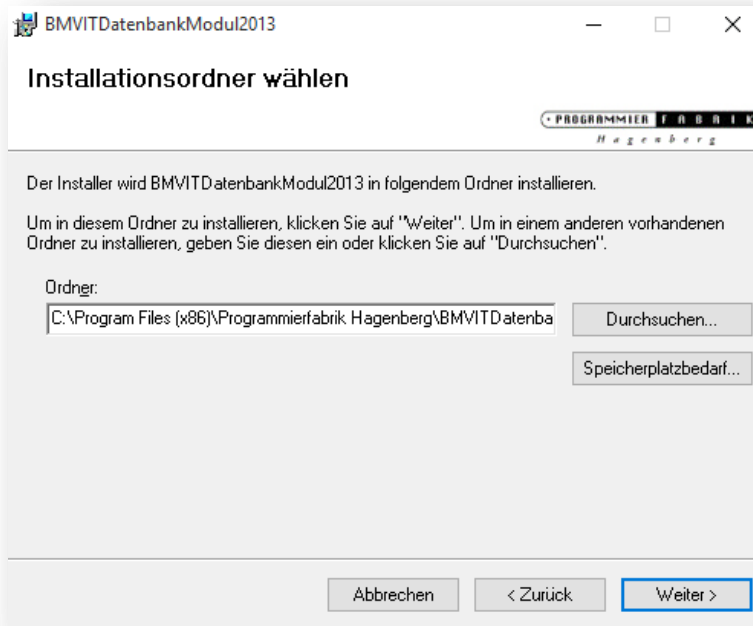 BMVITDatenbankModul2013
Installationsordner wählen
PROGRAMMIER FABRIK
Hagenberg
Der Installer wird BMVITDatenbankModul2013 in folgendem Ordner installieren.
Um in diesem Ordner zu installieren, klicken Sie auf "Weiter". Um in einem anderen vorhandenen
Ordner zu installieren, geben Sie diesen ein oder klicken Sie auf "Durchsuchen".
Ordner:
C:\Program Files (x86)\Programmierfabrik Hagenberg\BMVITDatenba
Durchsuchen...
Speicherplatzbedarf...
Abbrechen
< Zurück
Weiter >